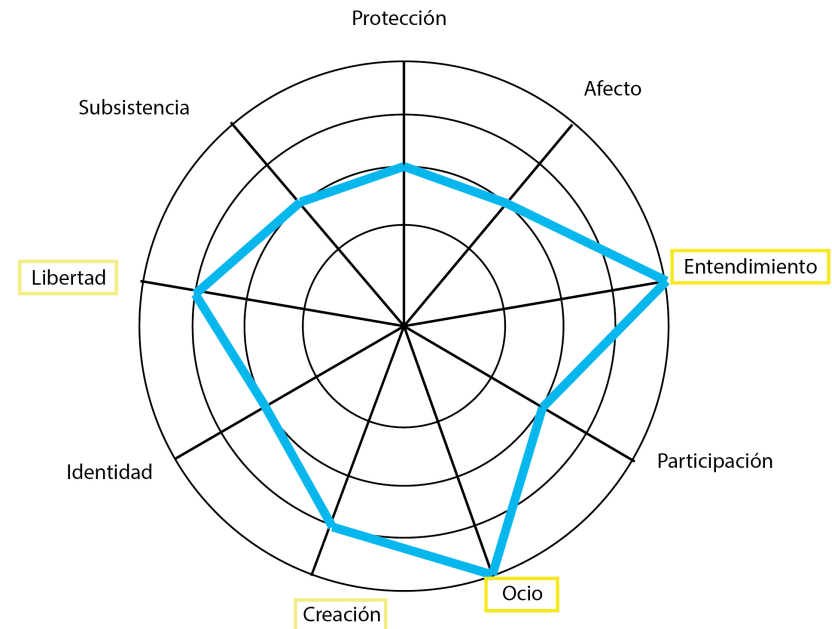 Protección
Afecto
Subsistencia
Entendimiento
Libertad
Participación
Identidad
Ocio
Creación